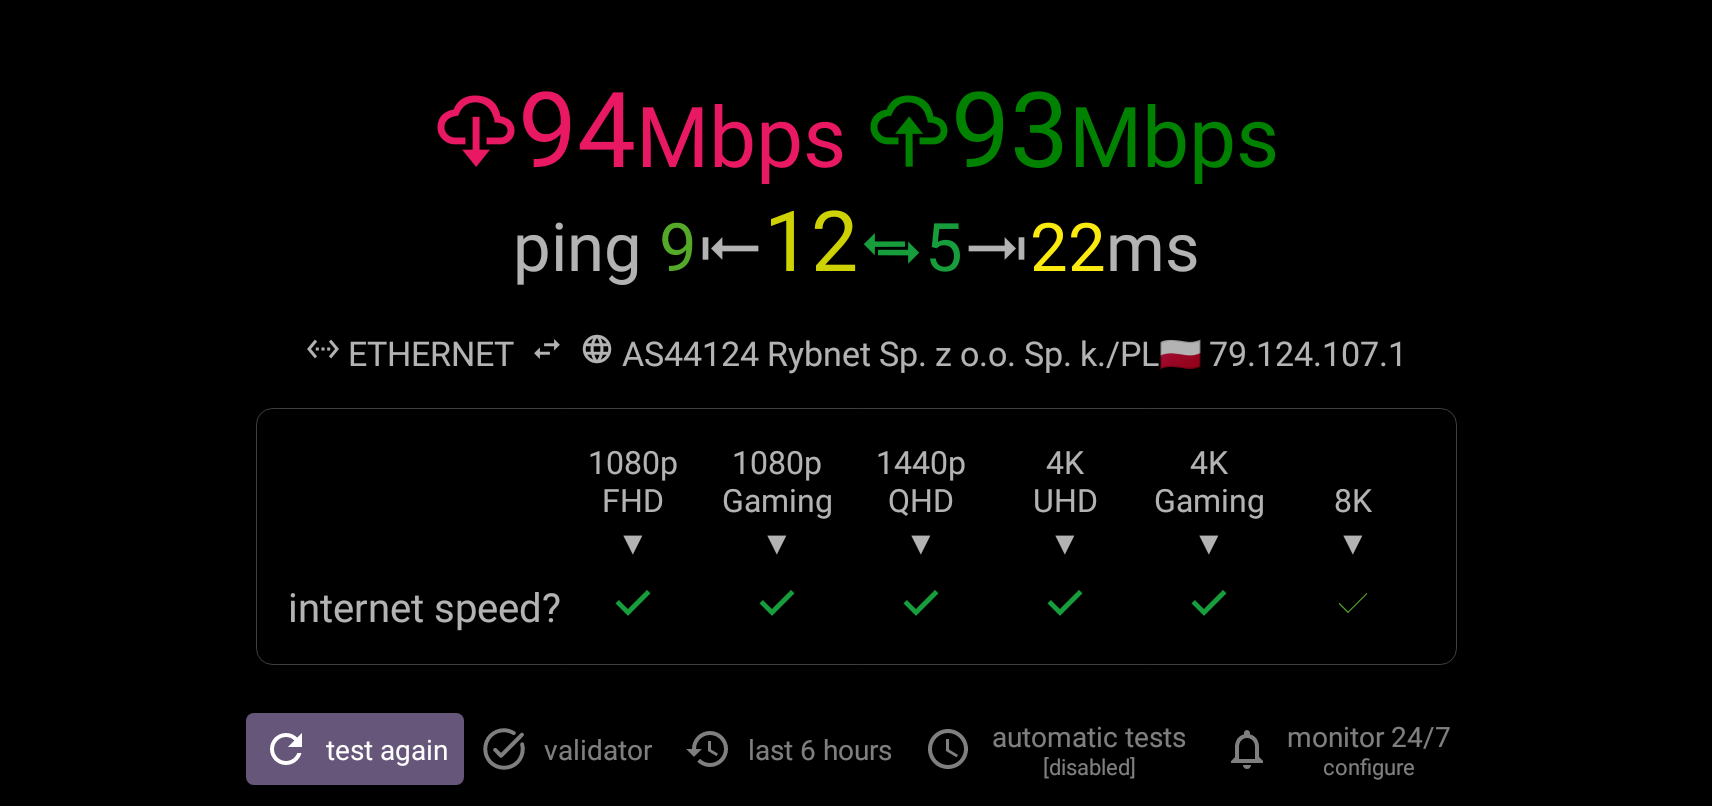 94Mbps 93Mbps
ping 9 12 5 22ms
ETHERNET AS44124 Rybnet Sp. z o.o. Sp. k./PL 79.124.107.1
1080p 1080p 1440p 4K 4K
FHD Gaming QHD UHD Gaming 8K
internet speed?
test again validator last 6 hours automatic tests monitor 24/7
[disabled] configure